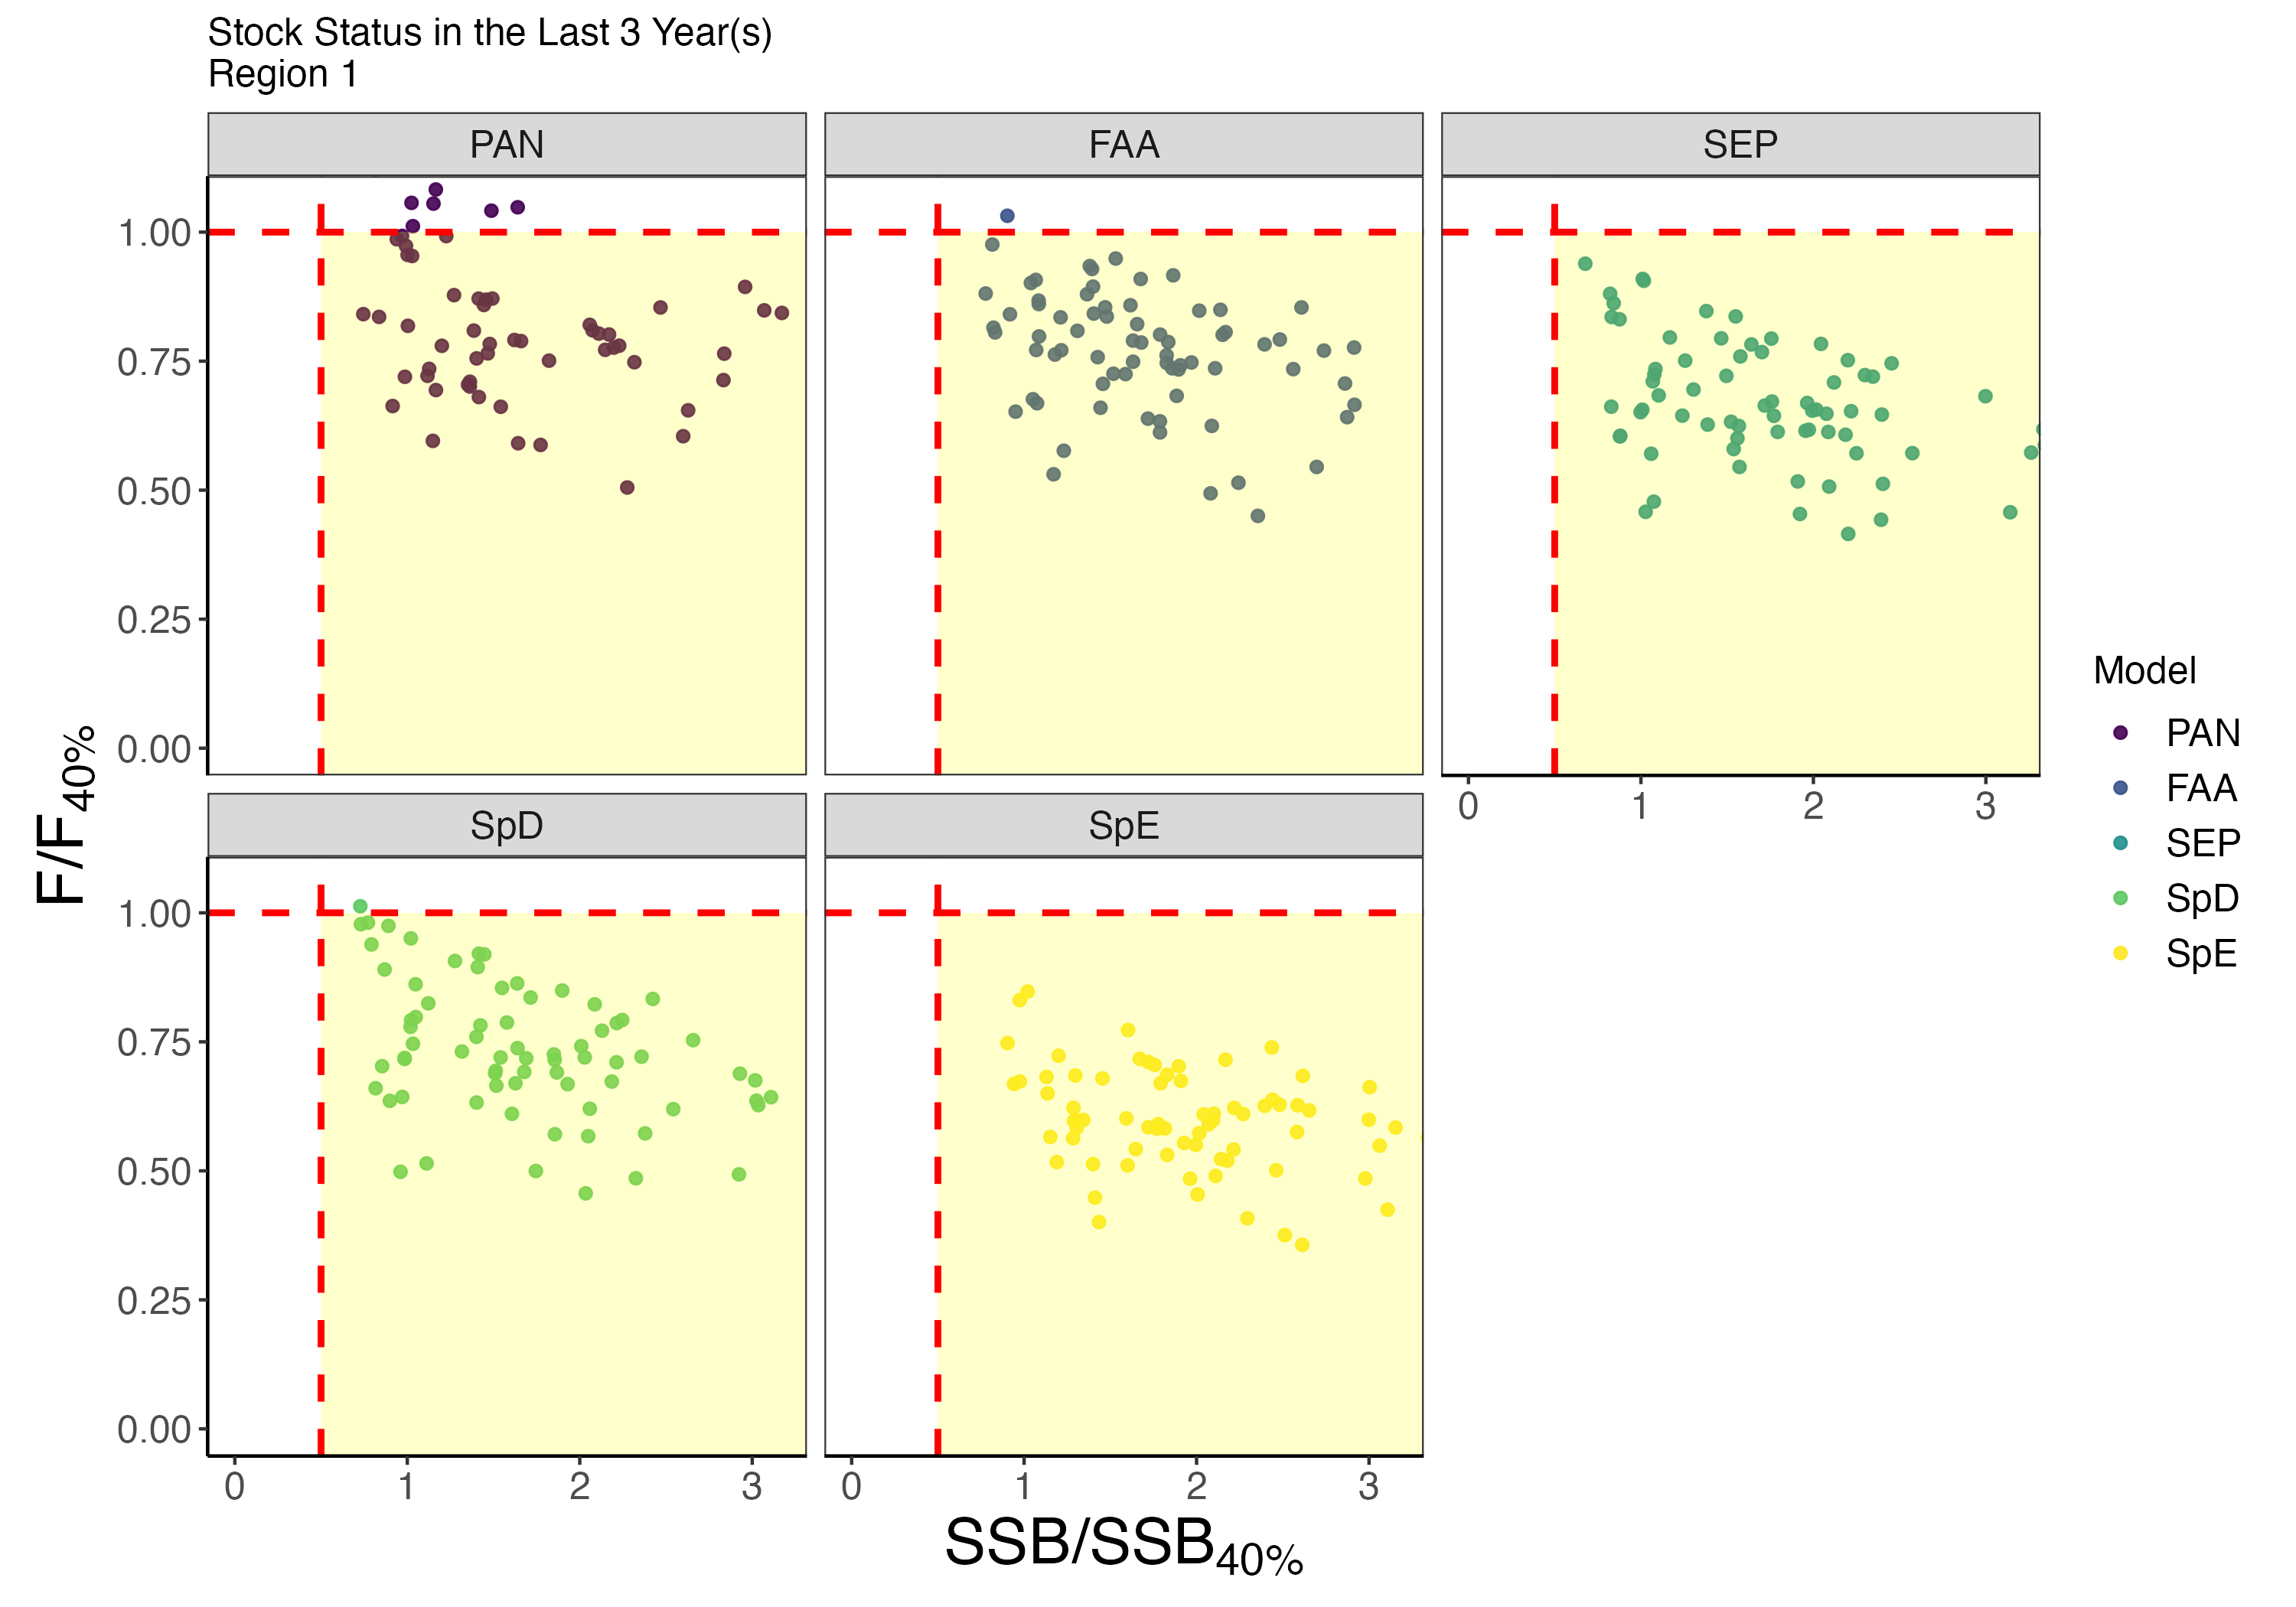 Stock Status in the Last 3 Year(s)
Region 1
PAN
FAA
SEP
1.00
0.75
0.50
0.25
0.00
0 1 2 3
SpD
SpE
1.00
0.75
0.50
0.25
0.00
0 1 2 3
0 1 2 3
F/F40%
SSB/SSB40%
Model
PAN
FAA
SEP
SpD
SpE